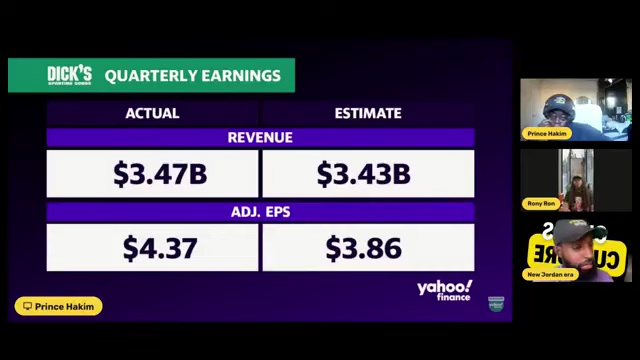 DICK'S
SPORTING GOODS
QUARTERLY EARNINGS
ACTUAL
ESTIMATE
REVENUE
$3.47B
$3.43B
ADJ. EPS
$4.37
$3.86
yahoo!
finance
Prince Hakim
Prince Hakim
Rony Ron
New Jordan era